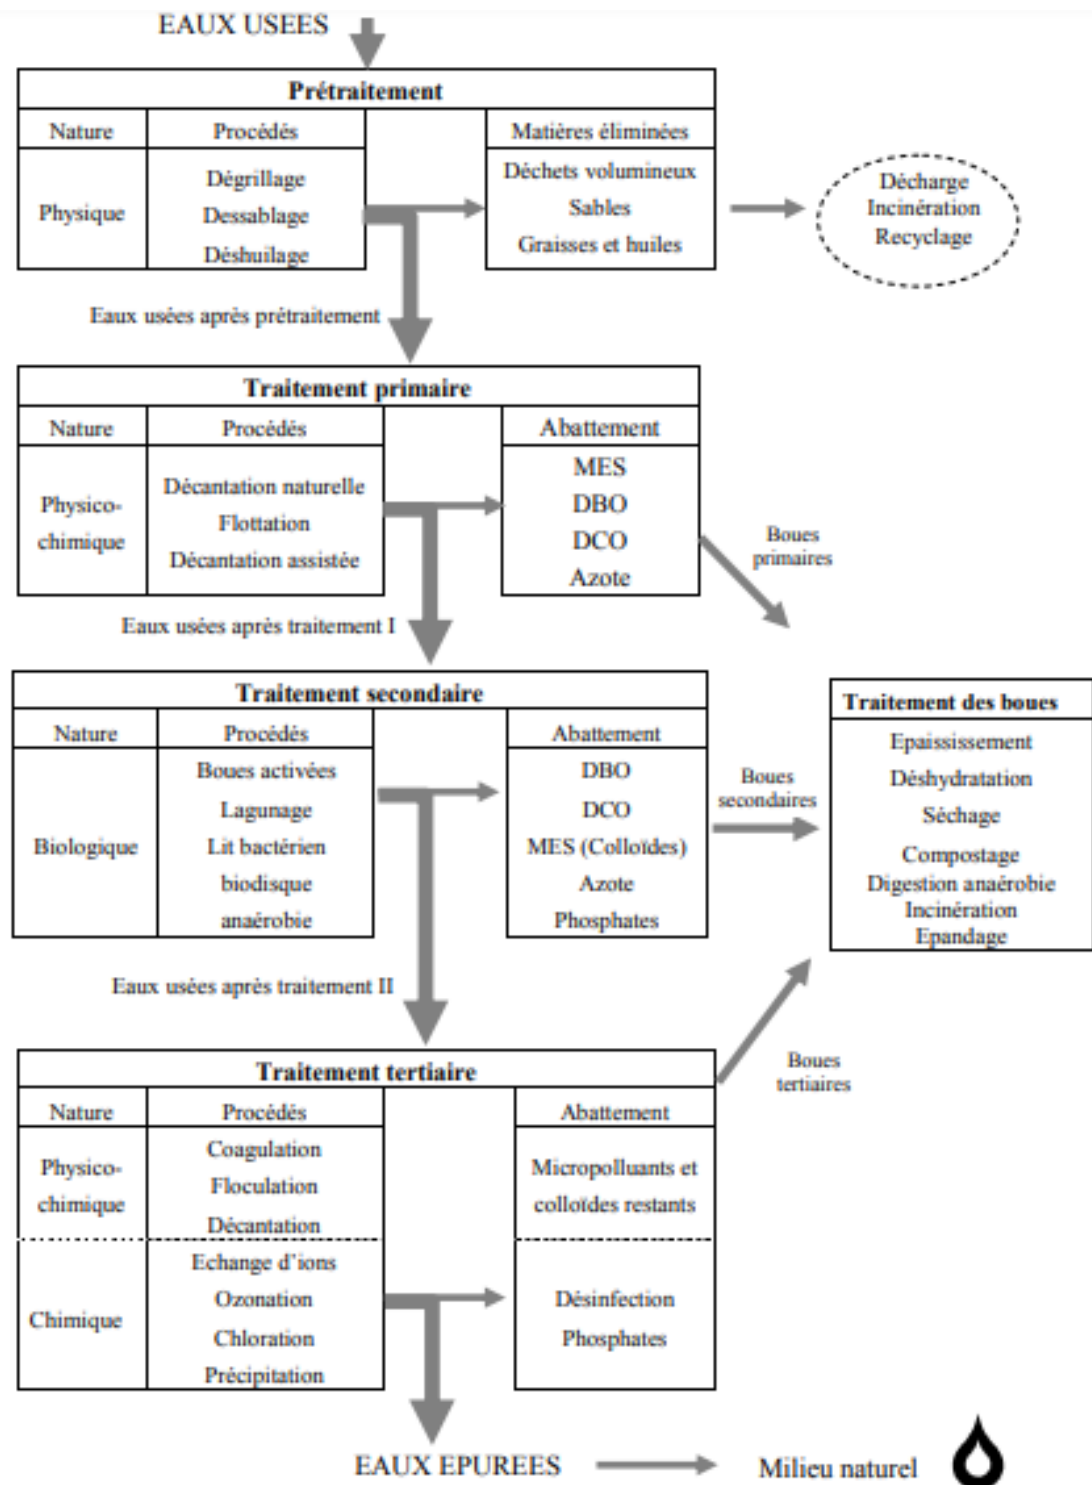 EAUX USEES
Prétraitement
Nature
Procédés
Matières éliminées
Physique
Dégrillage
Dessablage
Déshuilage
Déchets volumineux
Sables
Graisses et huiles
Décharge
Incinération
Recyclage
Eaux usées après prétraitement
Traitement primaire
Nature
Procédés
Abattement
Physico-
chimique
Décantation naturelle
Flottation
Décantation assistée
MES
DBO
DCO
Azote
Boues
primaires
Eaux usées après traitement I
Traitement secondaire
Nature
Procédés
Abattement
Biologique
Boues activées
Lagunage
Lit bactérien
biodisque
anaérobie
DBO
DCO
MES (Colloïdes)
Azote
Phosphates
Boues
secondaires
Traitement des boues
Epaississement
Déshydratation
Séchage
Compostage
Digestion anaérobie
Incinération
Epandage
Eaux usées après traitement II
Boues
tertiaires
Traitement tertiaire
Nature
Procédés
Abattement
Physico-
chimique
Coagulation
Floculation
Décantation
Micropolluants et
colloïdes restants
Chimique
Echange d'ions
Ozonation
Chloration
Précipitation
Désinfection
Phosphates
EAUX EPUREES
Milieu naturel